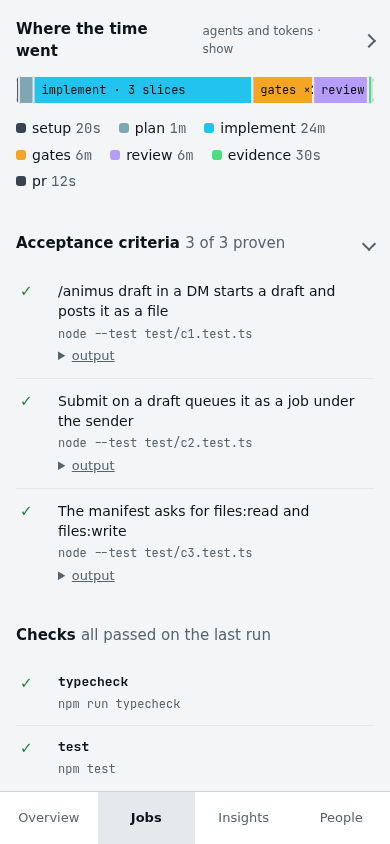 Where the time went
agents and tokens · show
implement · 3 slices
gates ×
review
setup 20s
plan 1m
implement 24m
gates 6m
review 6m
evidence 30s
pr 12s
Acceptance criteria 3 of 3 proven
✓ /animus draft in a DM starts a draft and
posts it as a file
node --test test/c1.test.ts
▶ output
✓ Submit on a draft queues it as a job under
the sender
node --test test/c2.test.ts
▶ output
✓ The manifest asks for files:read and
files:write
node --test test/c3.test.ts
▶ output
Checks all passed on the last run
✓ typecheck
npm run typecheck
✓ test
npm test
Overview
Jobs
Insights
People